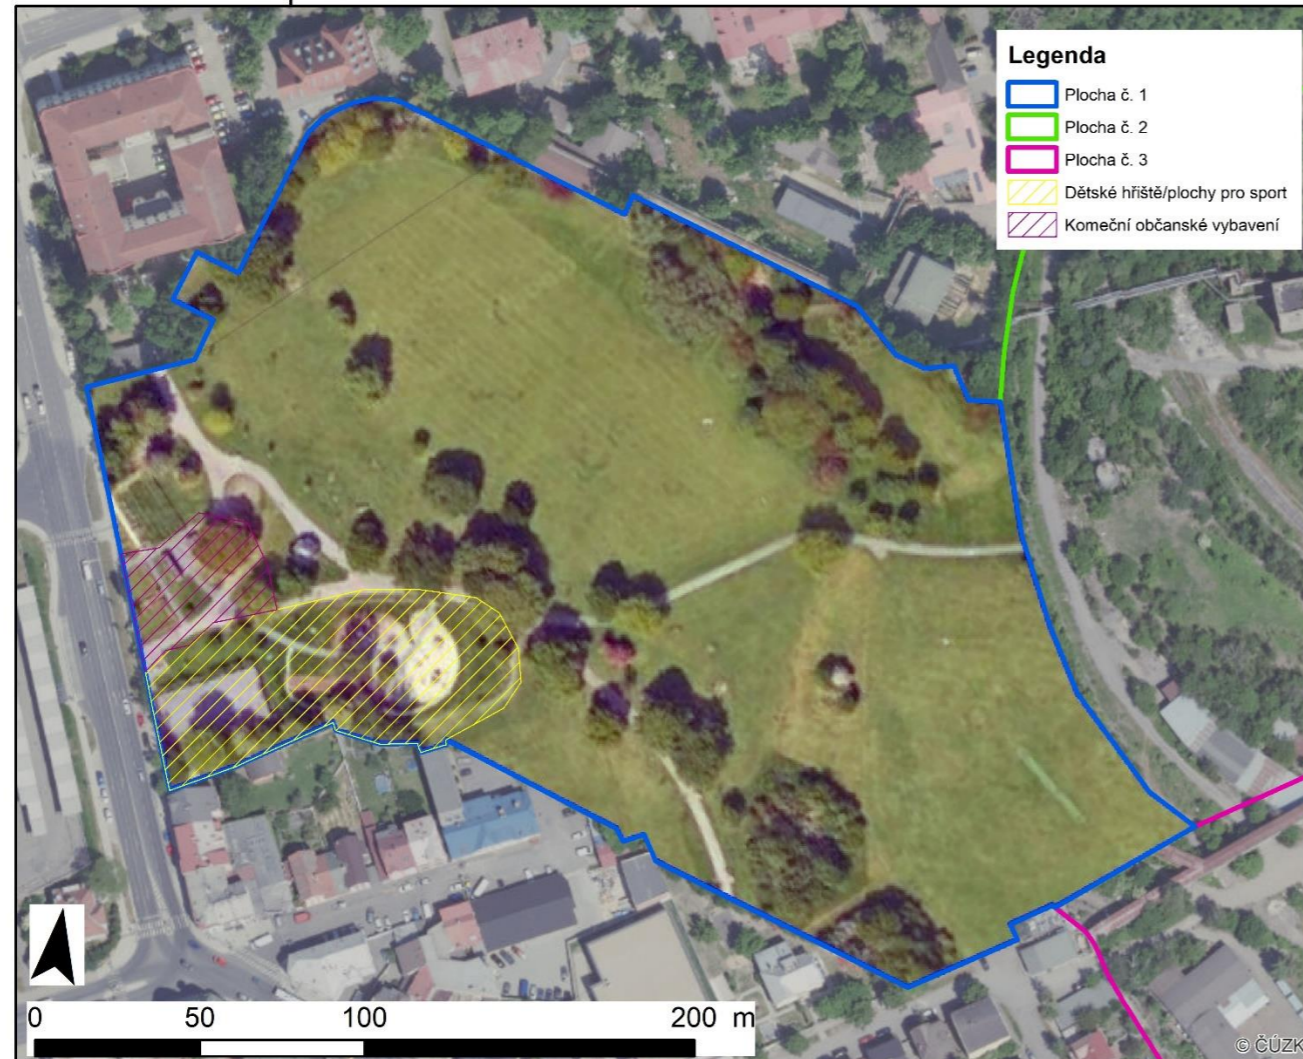 Legenda
Plocha č. 1
Plocha č. 2
Plocha č. 3
Dětské hřiště/plochy pro sport
Komeční občanské vybavení
0 50 100 200 m
© ČÚZK